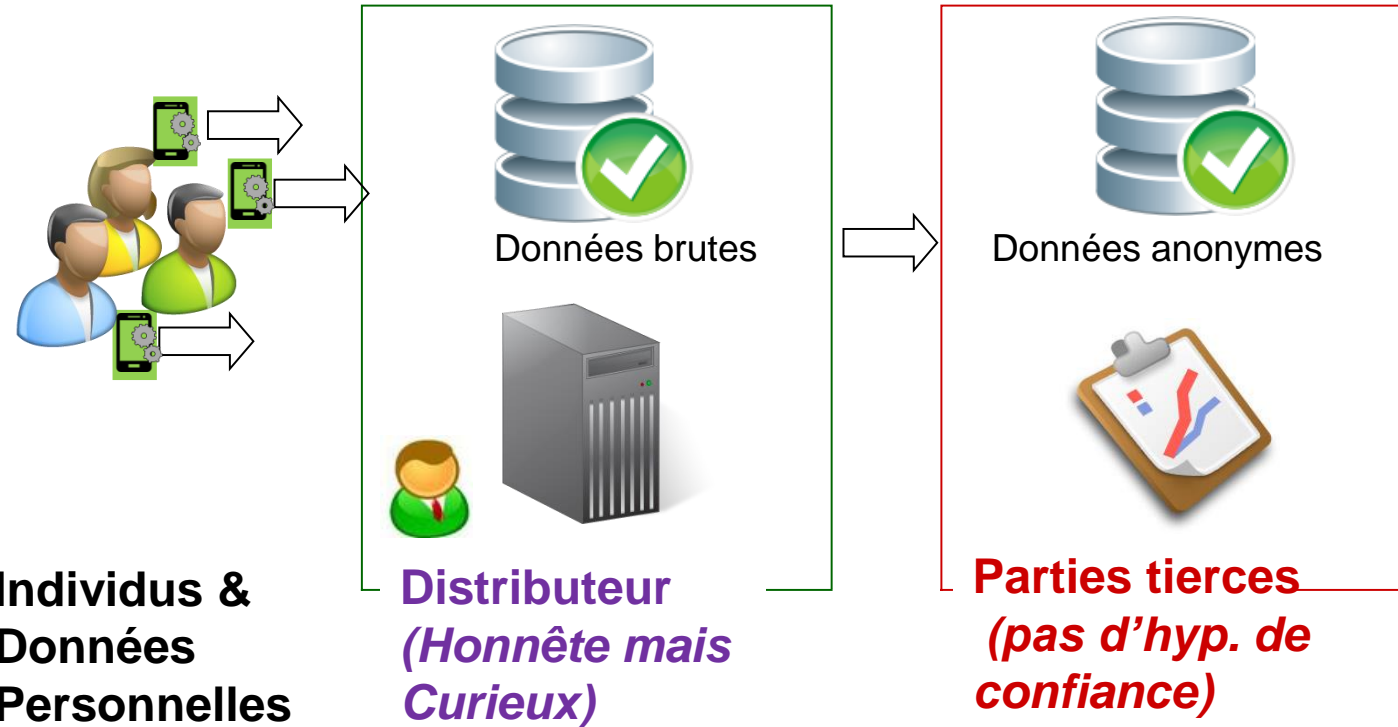 Données brutes
Données anonymes
Individus &
Données
Personnelles
Distributeur
(Honnête mais
Curieux)
Parties tierces
(pas d’hyp. de
confiance)